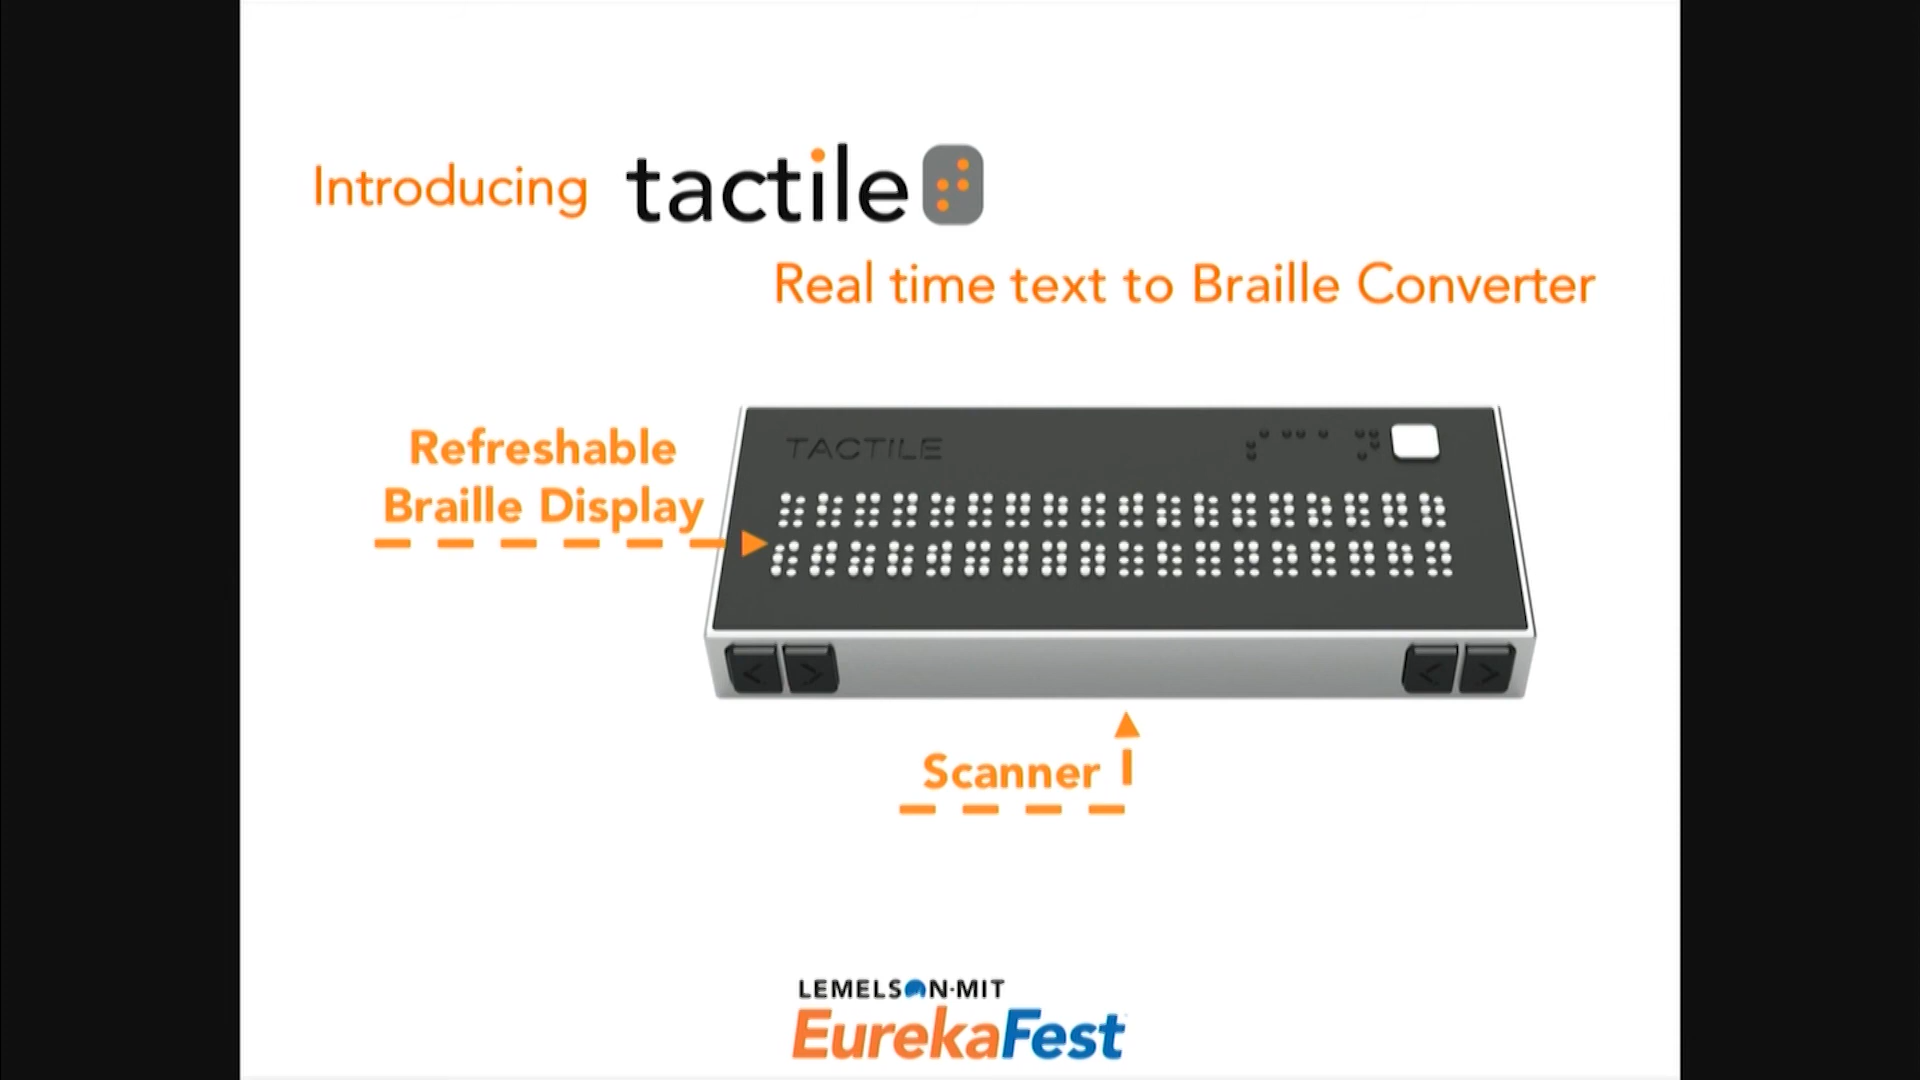 Introducing tactile
Real time text to Braille Converter
Refreshable
Braille Display
TACTILE
< >
< >
Scanner
LEMELSON-MIT
EurekaFest